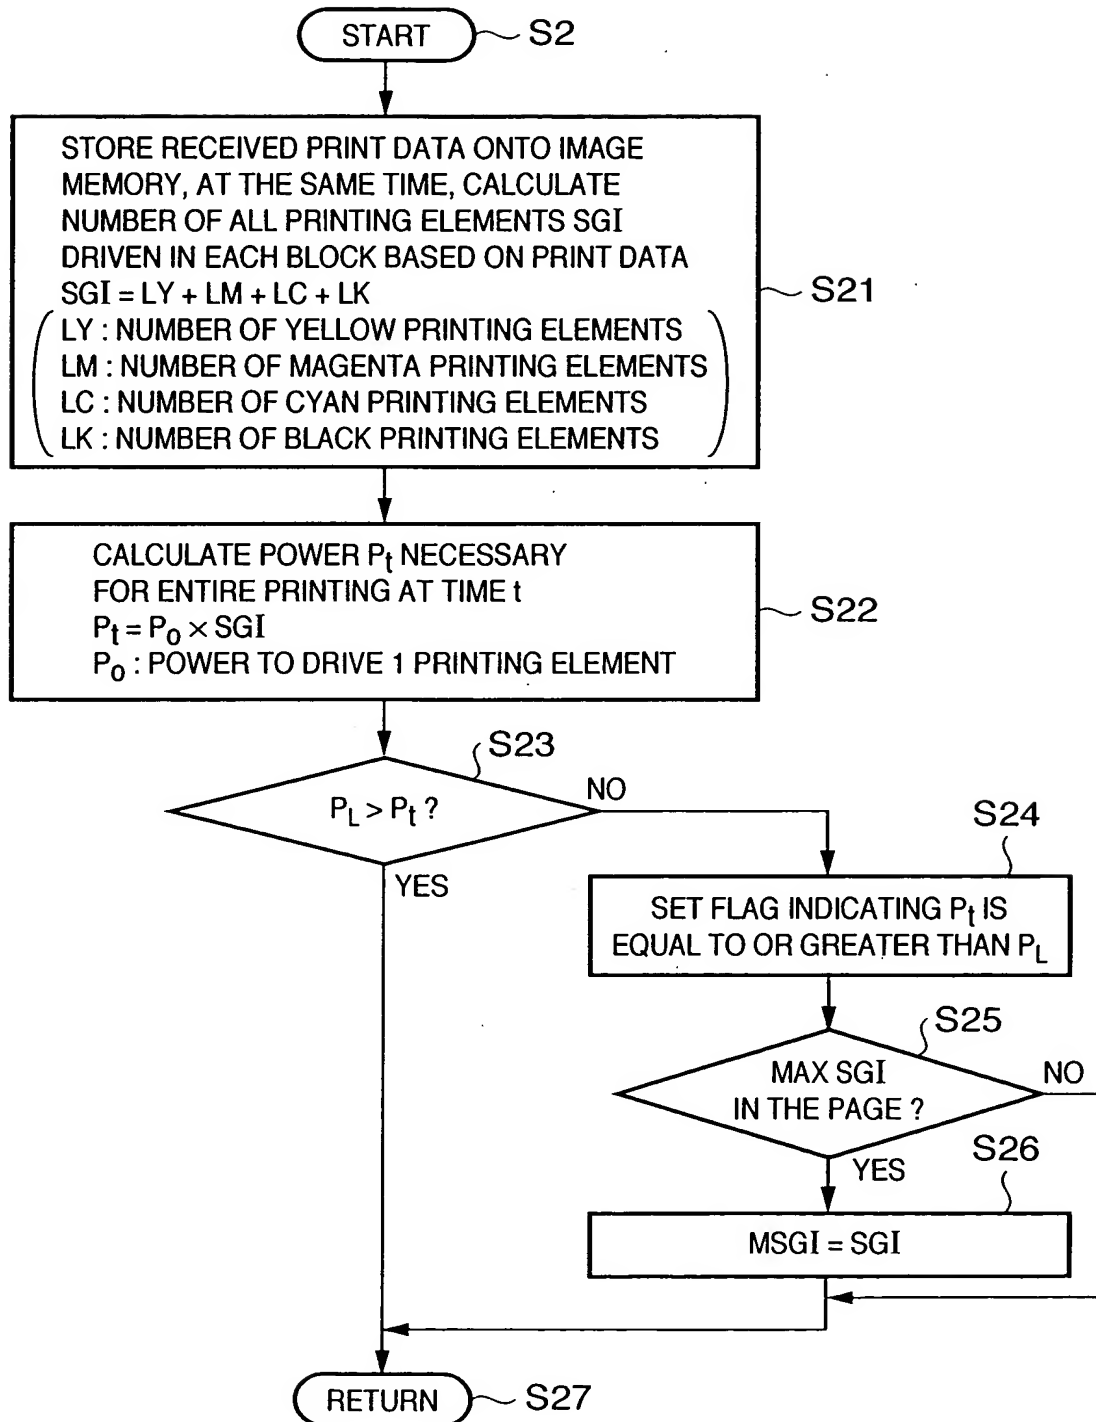 START
S2
STORE RECEIVED PRINT DATA ONTO IMAGE
MEMORY, AT THE SAME TIME, CALCULATE
NUMBER OF ALL PRINTING ELEMENTS SGI
DRIVEN IN EACH BLOCK BASED ON PRINT DATA
SGI = LY + LM + LC + LK
LY : NUMBER OF YELLOW PRINTING ELEMENTS
LM : NUMBER OF MAGENTA PRINTING ELEMENTS
LC : NUMBER OF CYAN PRINTING ELEMENTS
LK : NUMBER OF BLACK PRINTING ELEMENTS
S21
CALCULATE POWER Pt NECESSARY
FOR ENTIRE PRINTING AT TIME t
Pt = Po × SGI
Po : POWER TO DRIVE 1 PRINTING ELEMENT
S22
S23
PL > Pt ?
NO
YES
S24
SET FLAG INDICATING Pt IS
EQUAL TO OR GREATER THAN PL
S25
MAX SGI
IN THE PAGE ?
NO
YES
S26
MSGI = SGI
RETURN
S27